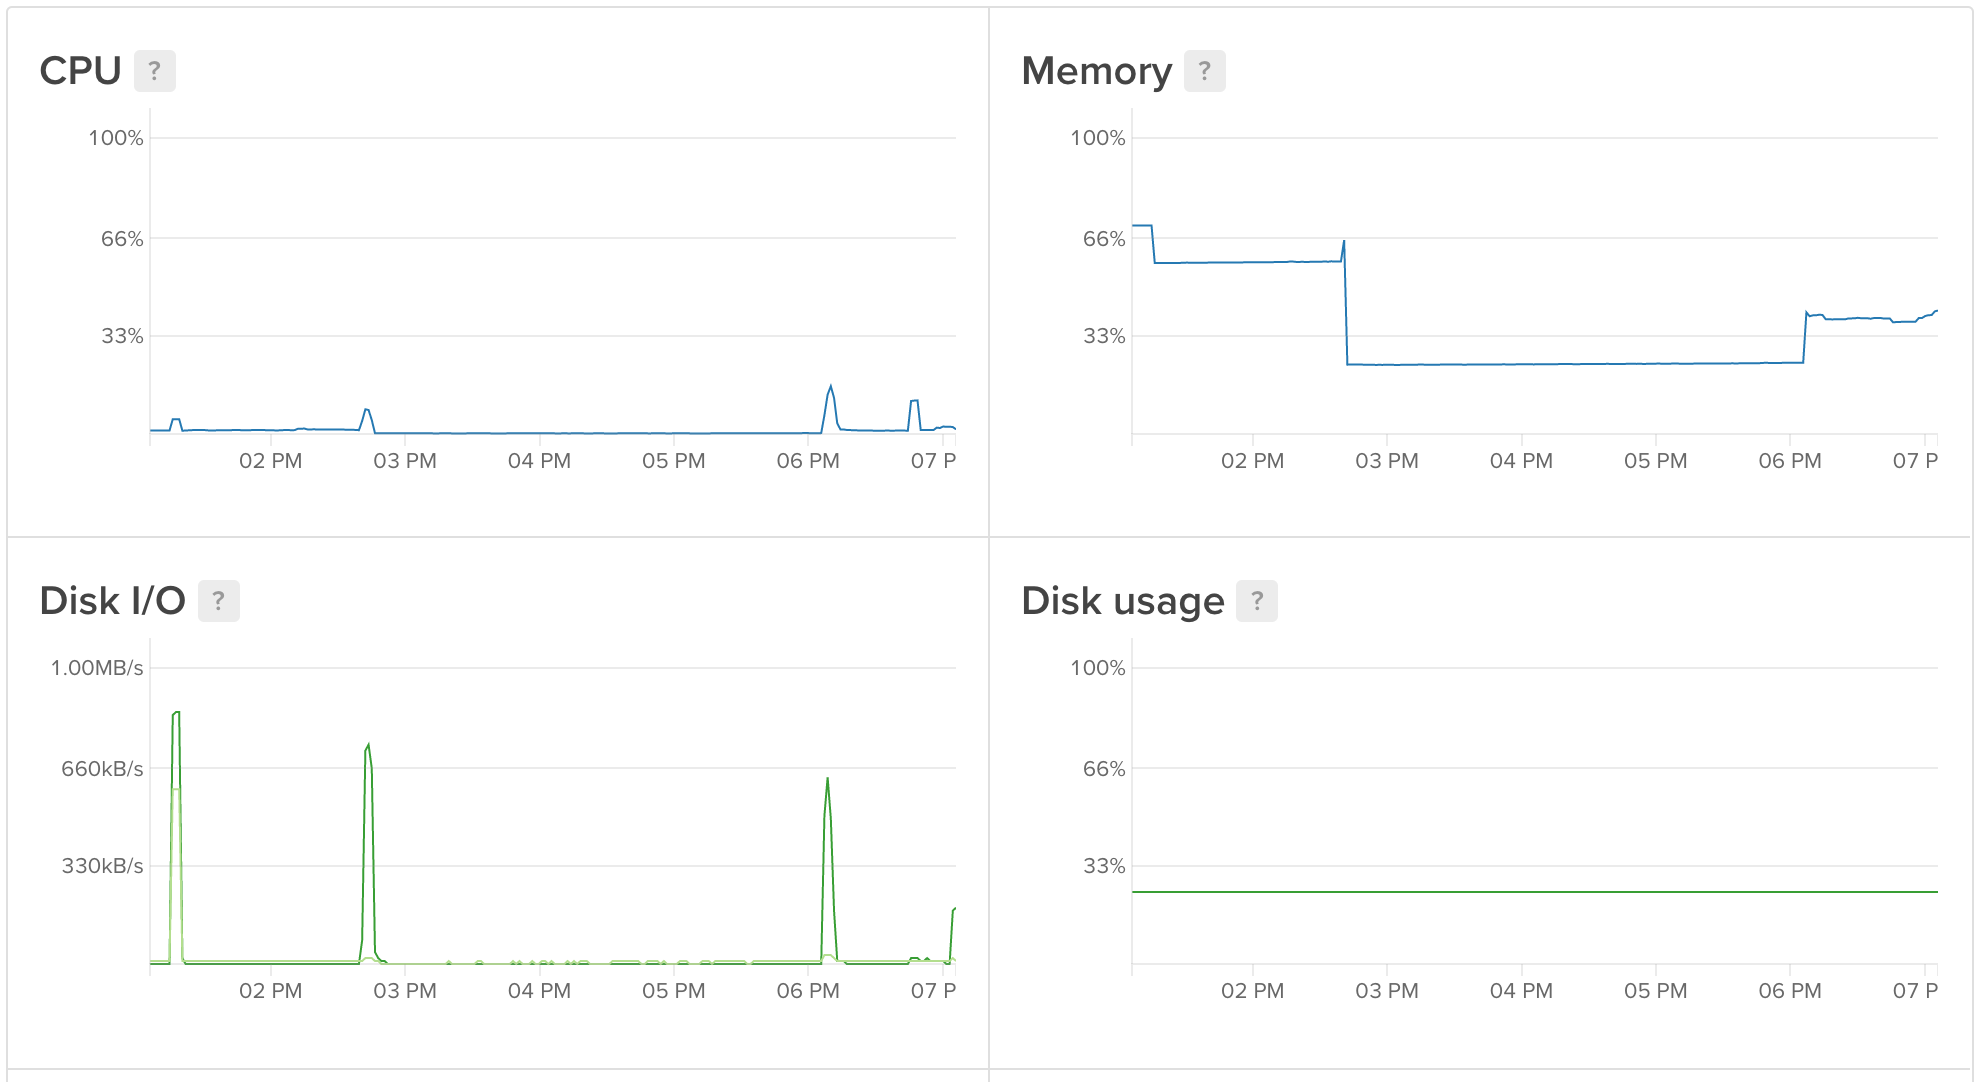 CPU ?
100%
66%
33%
02 PM 03 PM 04 PM 05 PM 06 PM 07 P
Memory ?
100%
66%
33%
02 PM 03 PM 04 PM 05 PM 06 PM 07 P
Disk I/O ?
1.00MB/s
660kB/s
330kB/s
02 PM 03 PM 04 PM 05 PM 06 PM 07 P
Disk usage ?
100%
66%
33%
02 PM 03 PM 04 PM 05 PM 06 PM 07 P